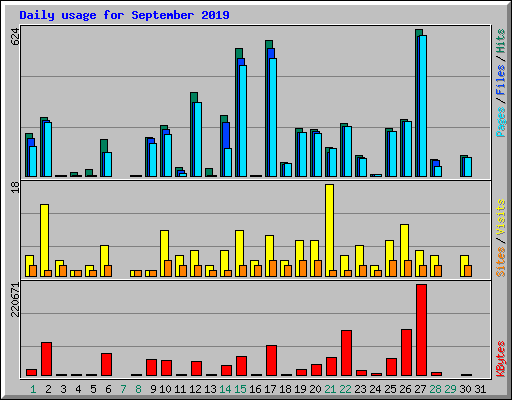 Daily usage for September 2019
624
Pages/Files/Hits
18
Sites/Visits
220671
KBytes
1 2 3 4 5 6 7 8 9 10 11 12 13 14 15 16 17 18 19 20 21 22 23 24 25 26 27 28 29 30 31